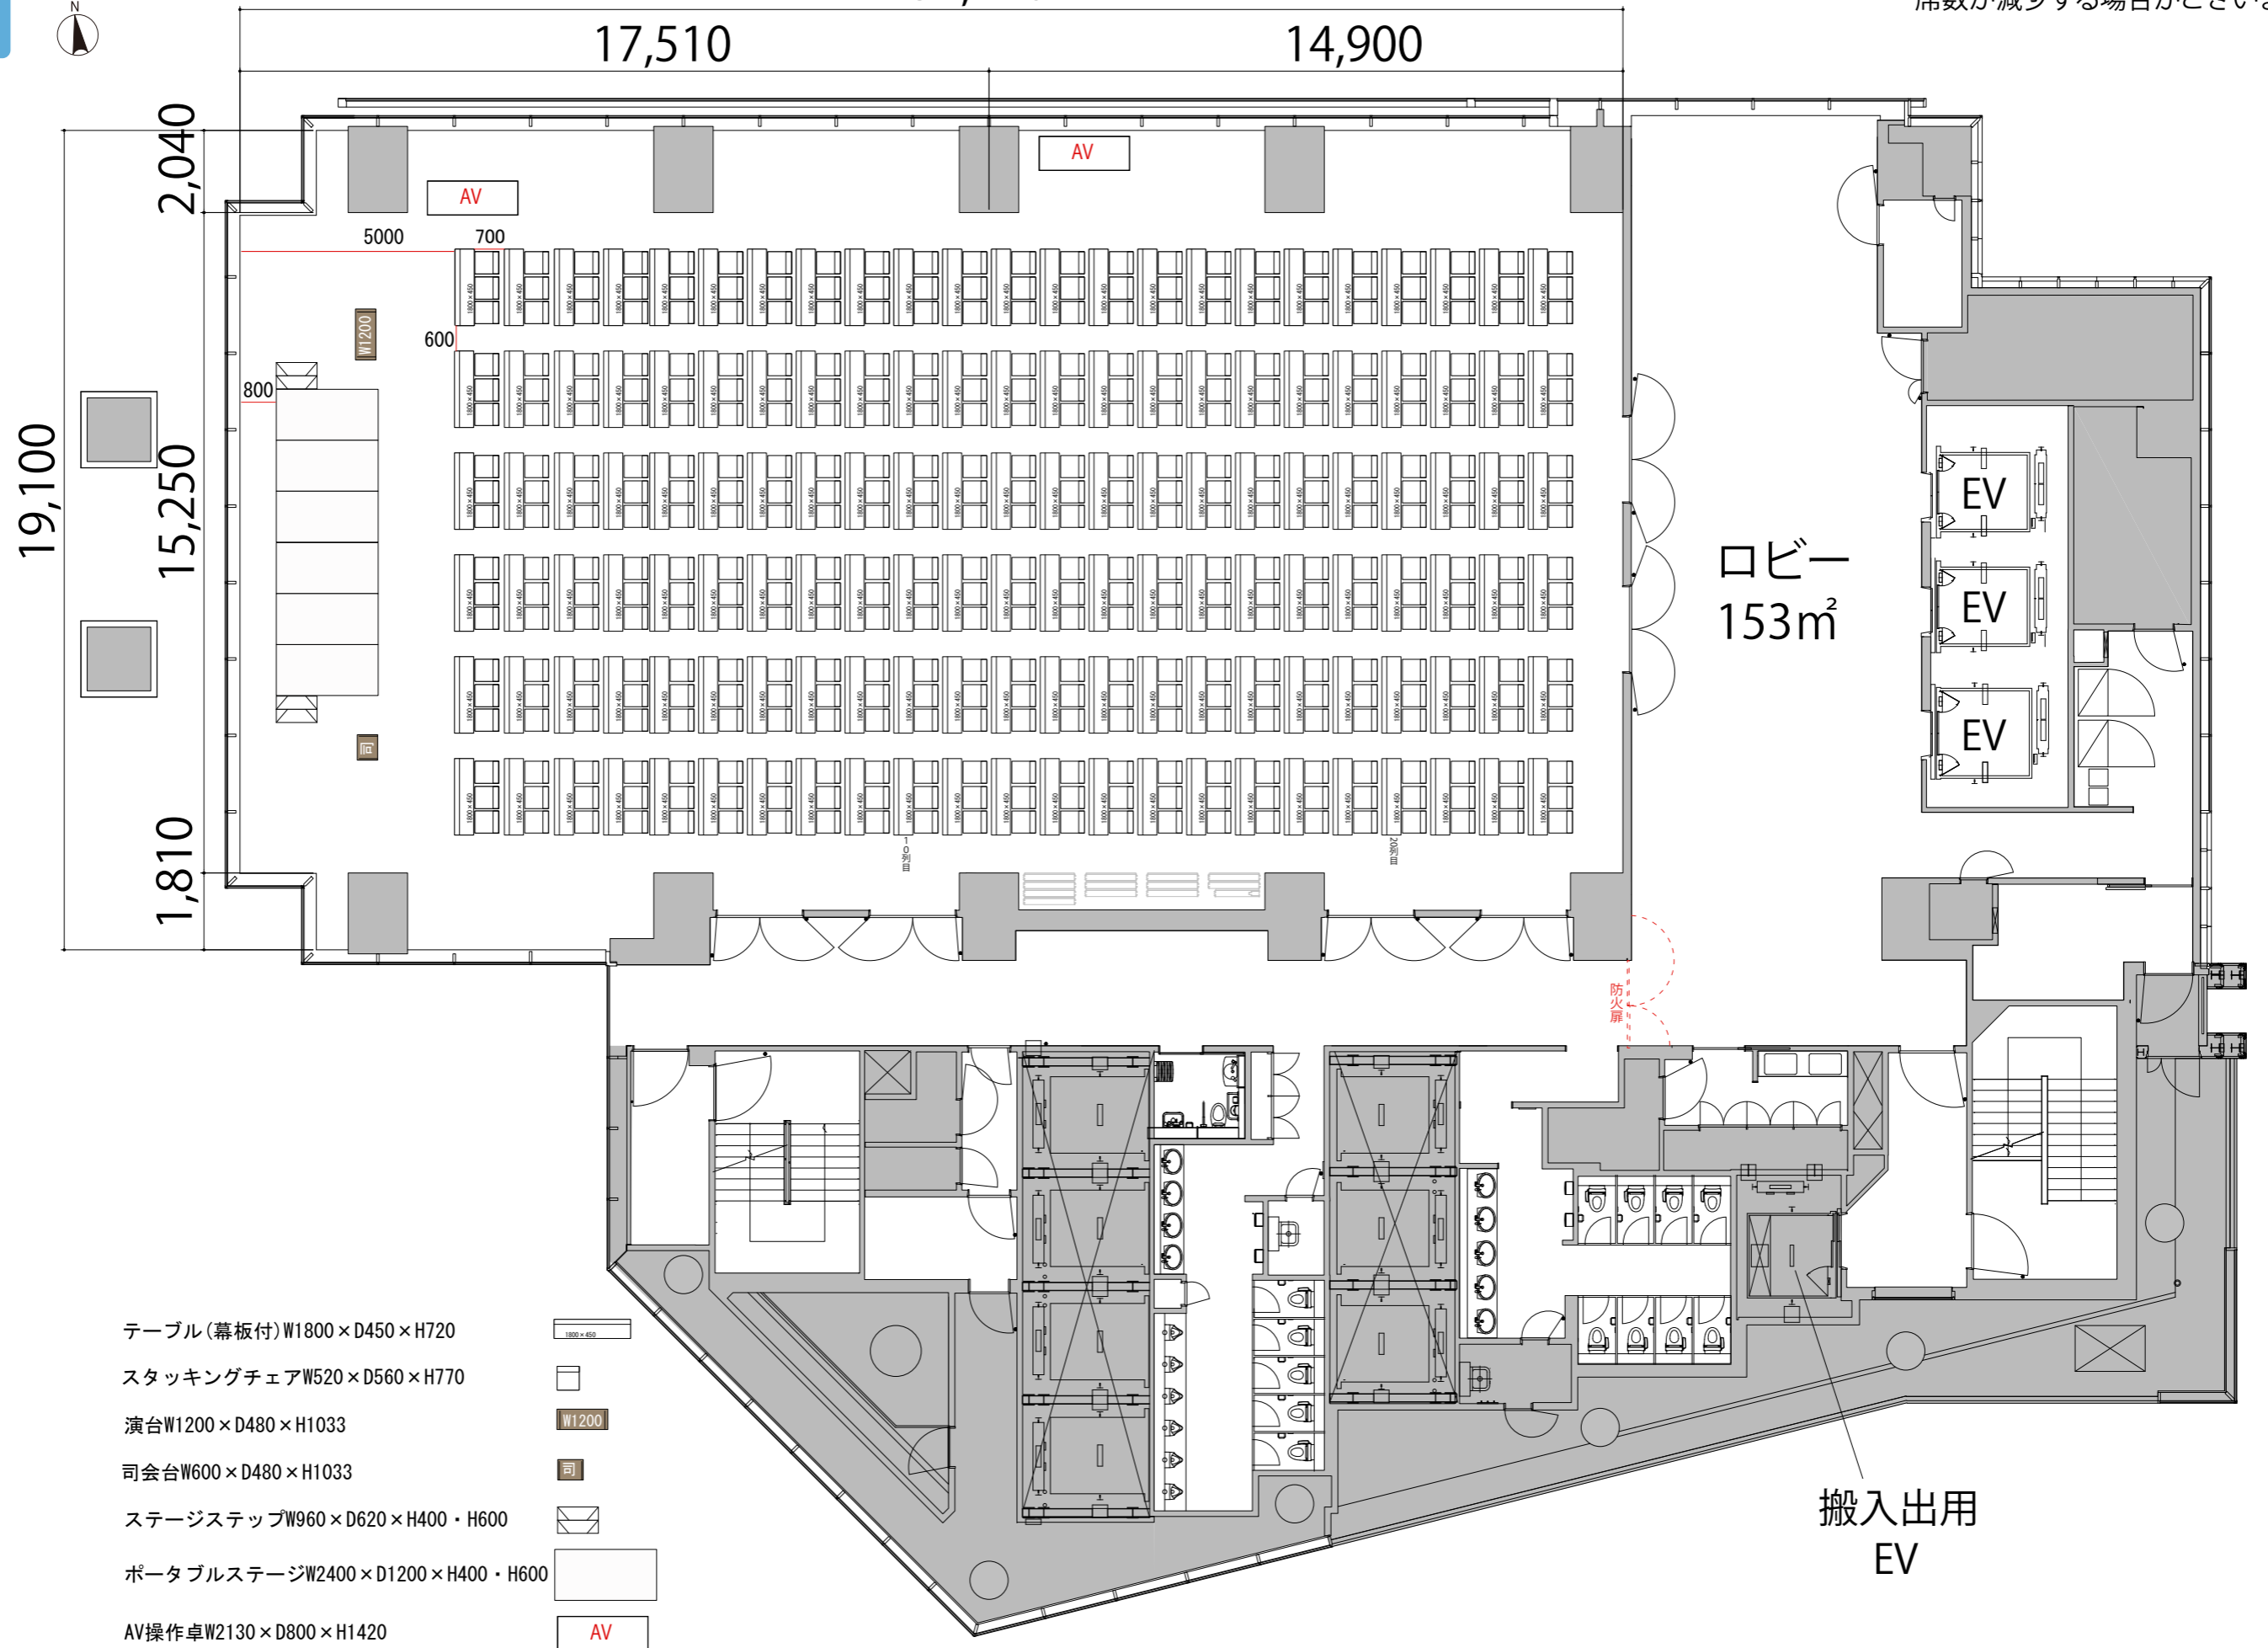 N
席数が減少する場合がございま
17,510
14,900
2,040
AV
AV
5000
700
W1200
600
800
19,100
15,250
EV
ロビー
153㎡
EV
EV
司
1,810
1800×450
10列目
20列目
防火扉
テーブル(幕板付)W1800×D450×H720
1800×450
スタッキングチェアW520×D560×H770
演台W1200×D480×H1033
W1200
司会台W600×D480×H1033
司
ステージステップW960×D620×H400・H600
ポータブルステージW2400×D1200×H400・H600
AV操作卓W2130×D800×H1420
AV
搬入出用
EV